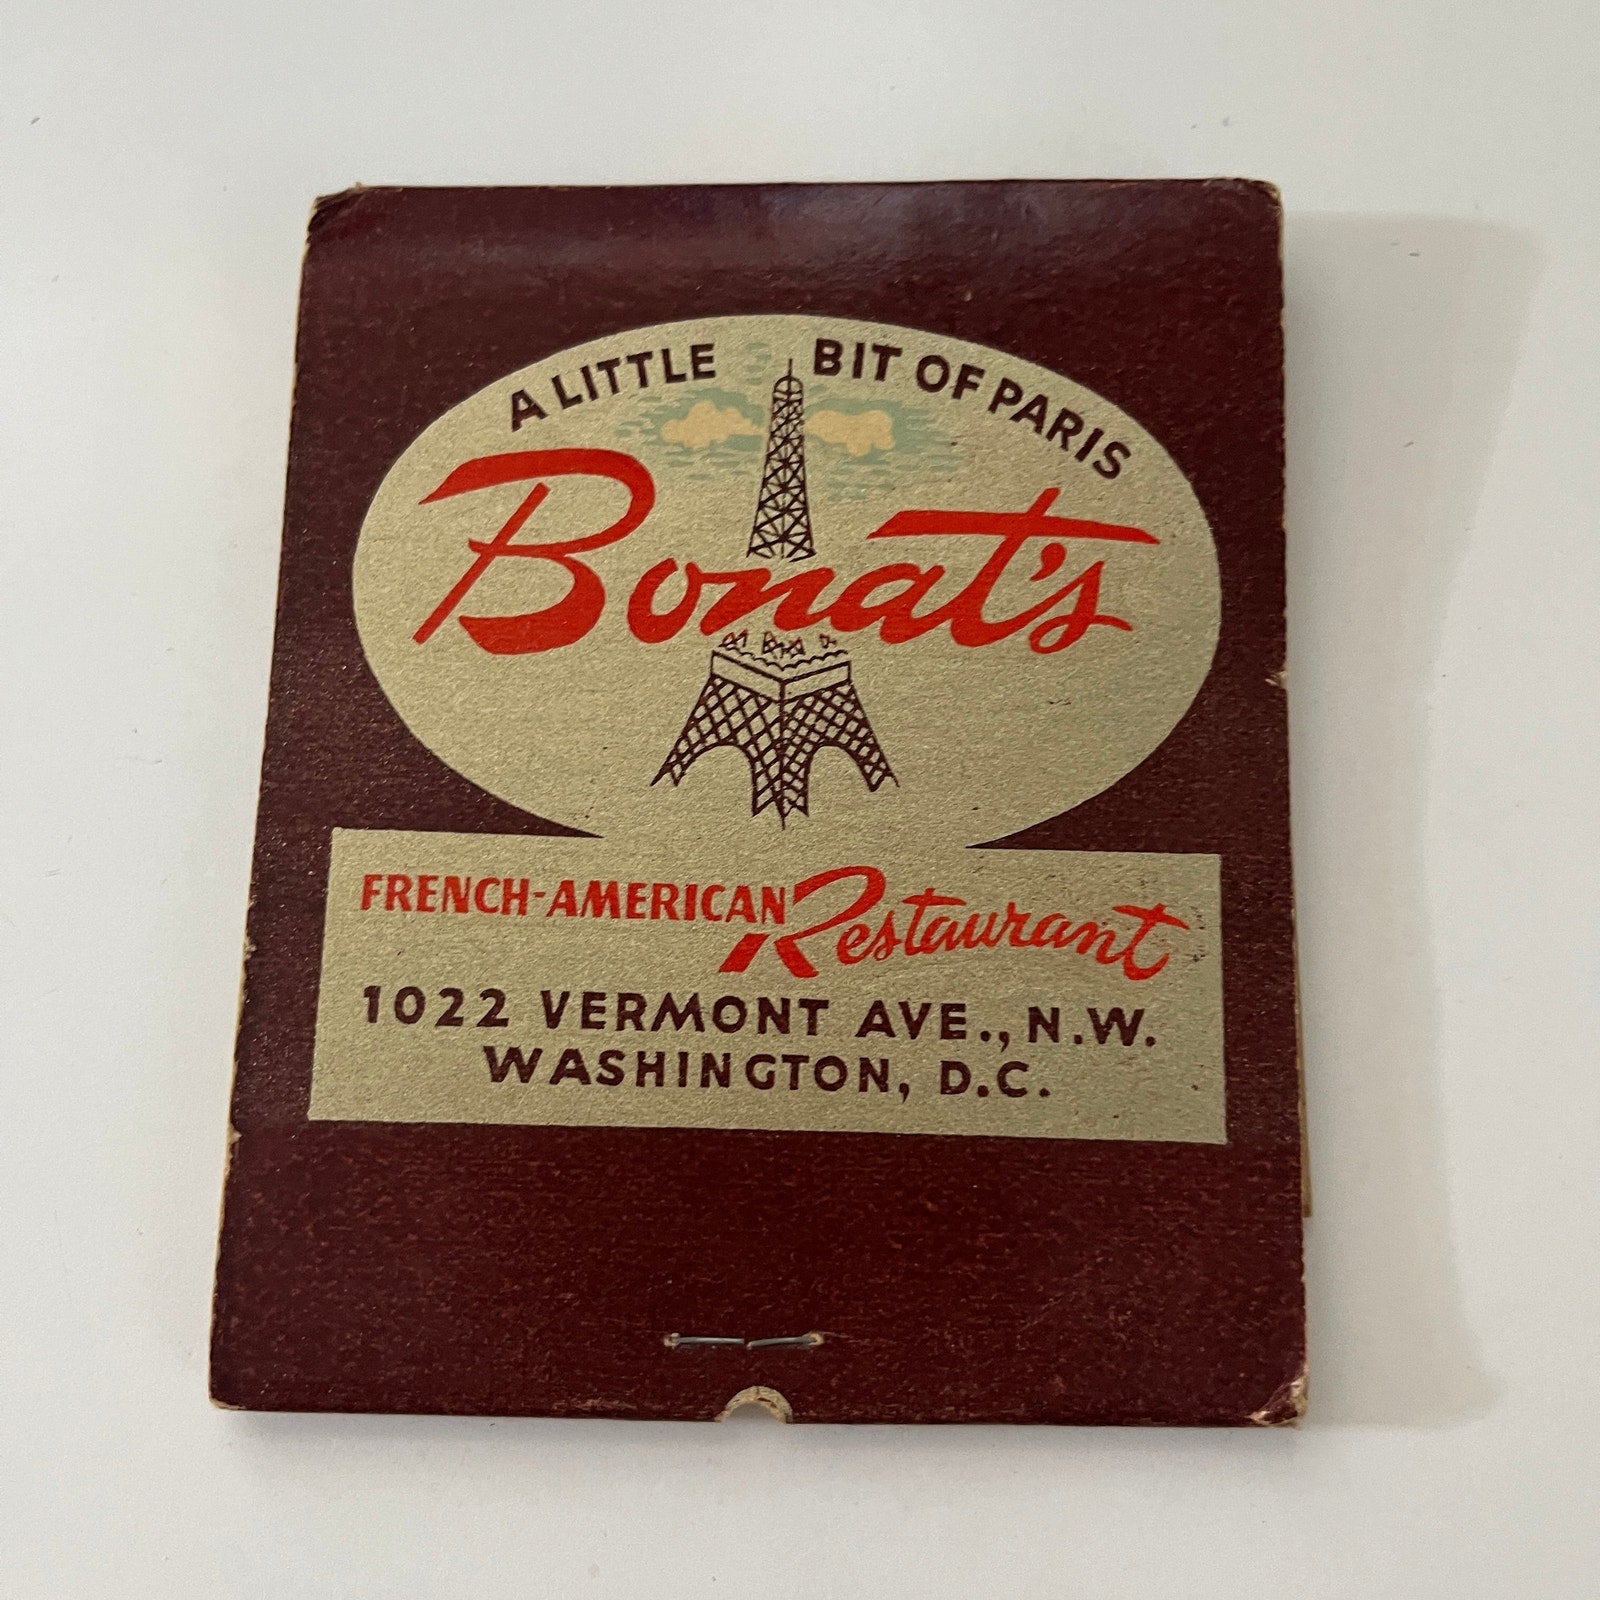 A LITTLE BIT OF PARIS
Bonat's
FRENCH-AMERICAN Restaurant
1022 VERMONT AVE., N.W.
WASHINGTON, D.C.